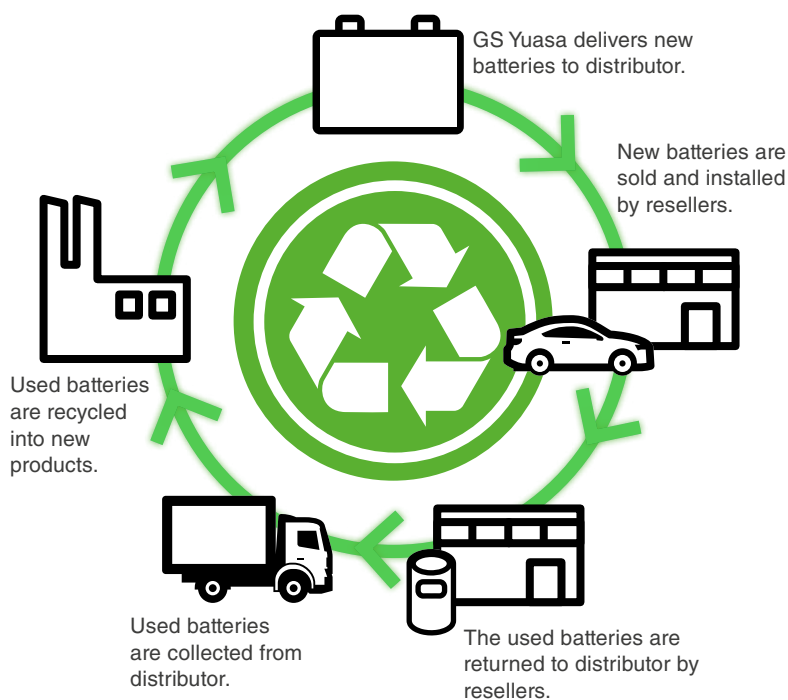 GS Yuasa delivers new
batteries to distributor.
New batteries are
sold and installed
by resellers.
The used batteries are
returned to distributor by
resellers.
Used batteries
are collected from
distributor.
Used batteries
are recycled
into new
products.